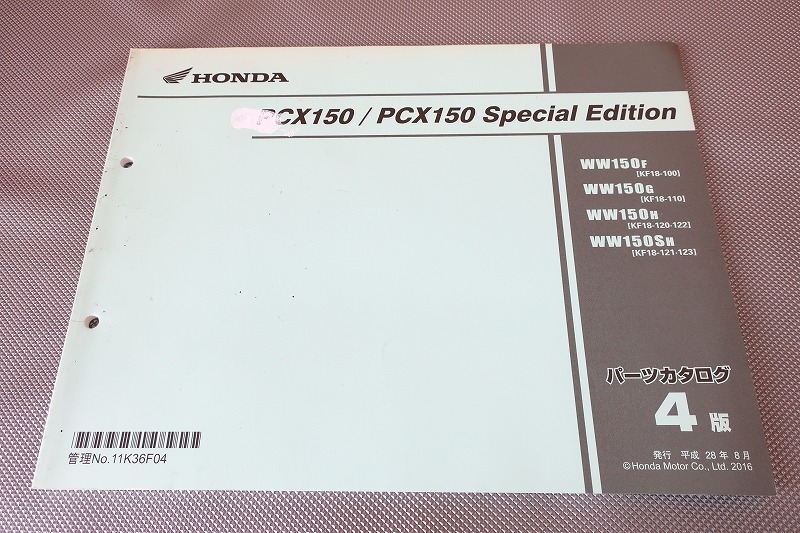 HONDA
PCX150 / PCX150 Special Edition
WW150F
[KF18-100]
WW150G
[KF18-110]
WW150H
[KF18-120·122]
WW150SH
[KF18-121·123]
パーツカタログ
4版
発行 平成 28年 8月
©Honda Motor Co., Ltd. 2016
管理No.11K36F04